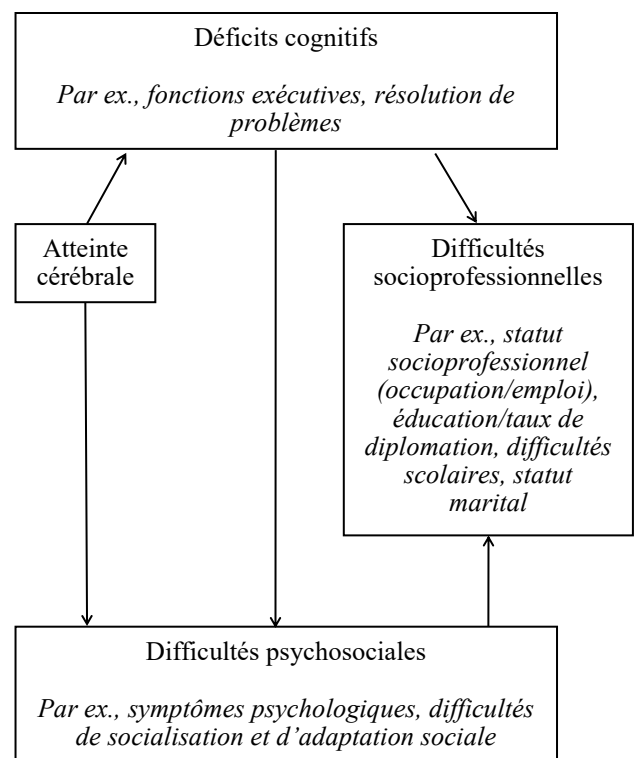 Déficits cognitifs
Par ex., fonctions exécutives, résolution de
problèmes
Atteinte
cérébrale
Difficultés
socioprofessionnelles
Par ex., statut
socioprofessionnel
(occupation/emploi),
éducation/taux de
diplomation, difficultés
scolaires, statut
marital
Difficultés psychosociales
Par ex., symptômes psychologiques, difficultés
de socialisation et d’adaptation sociale